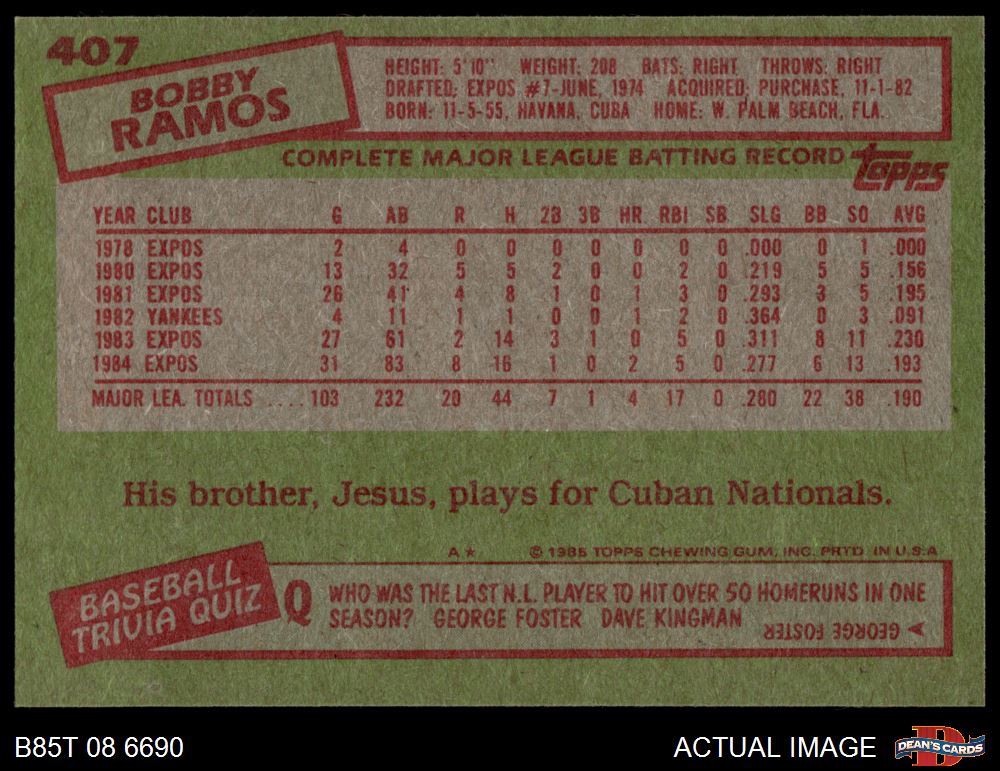 407
BOBBY
RAMOS
HEIGHT: 5'10" WEIGHT: 208 BATS: RIGHT THROWS: RIGHT
DRAFTED: EXPOS #7-JUNE, 1974 ACQUIRED: PURCHASE, 11-1-82
BORN: 11-5-55, HAVANA, CUBA HOME: W. PALM BEACH, FLA.
COMPLETE MAJOR LEAGUE BATTING RECORD
Topps
YEAR CLUB G AB R H 2B 3B HR RBI SB SLG BB SO AVG
1978 EXPOS 2 4 0 0 0 0 0 0 0 .000 0 1 .000
1980 EXPOS 13 32 5 5 2 0 0 2 0 .219 5 5 .156
1981 EXPOS 26 41 4 8 1 0 1 3 0 .293 3 5 .195
1982 YANKEES 4 11 1 1 0 0 1 2 0 .364 0 3 .091
1983 EXPOS 27 61 2 14 3 1 0 5 0 .311 8 11 .230
1984 EXPOS 31 83 8 16 1 0 2 5 0 .277 6 13 .193
MAJOR LEA. TOTALS ....103 232 20 44 7 1 4 17 0 .280 22 38 .190
His brother, Jesus, plays for Cuban Nationals.
A★ © 1985 TOPPS CHEWING GUM, INC. PRTD. IN U.S.A.
BASEBALL
TRIVIA QUIZ
Q WHO WAS THE LAST N.L. PLAYER TO HIT OVER 50 HOMERUNS IN ONE
SEASON? GEORGE FOSTER DAVE KINGMAN
➤ GEORGE FOSTER
B85T 08 6690
ACTUAL IMAGE
D
DEAN'S CARDS